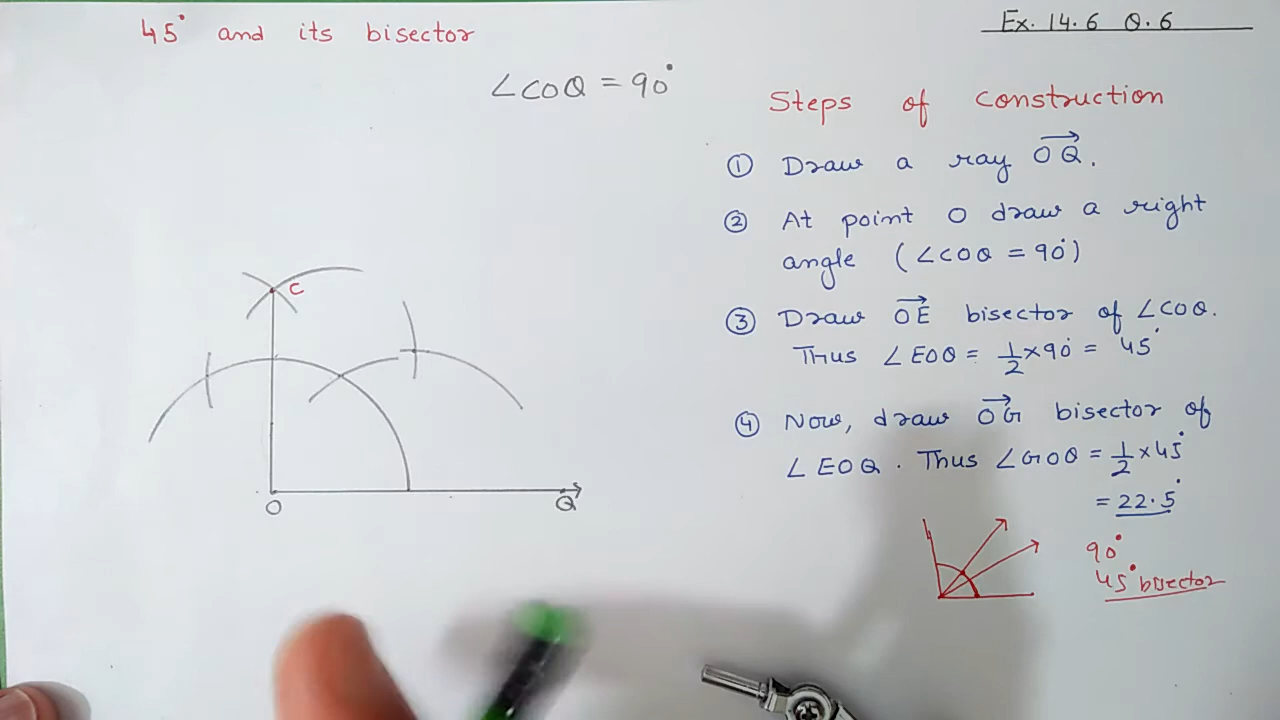 45° and its bisector
Ex. 14.6 Q.6
∠COQ = 90°
Steps of Construction
① Draw a ray OQ.
② At point O draw a right
angle (∠COQ = 90°)
③ Draw OE bisector of ∠COQ.
Thus ∠EOQ = 1/2 × 90° = 45°
④ Now, draw OG bisector of
∠EOQ. Thus ∠GOQ = 1/2 × 45°
= 22.5°
90°
45° bisector
C
O
Q